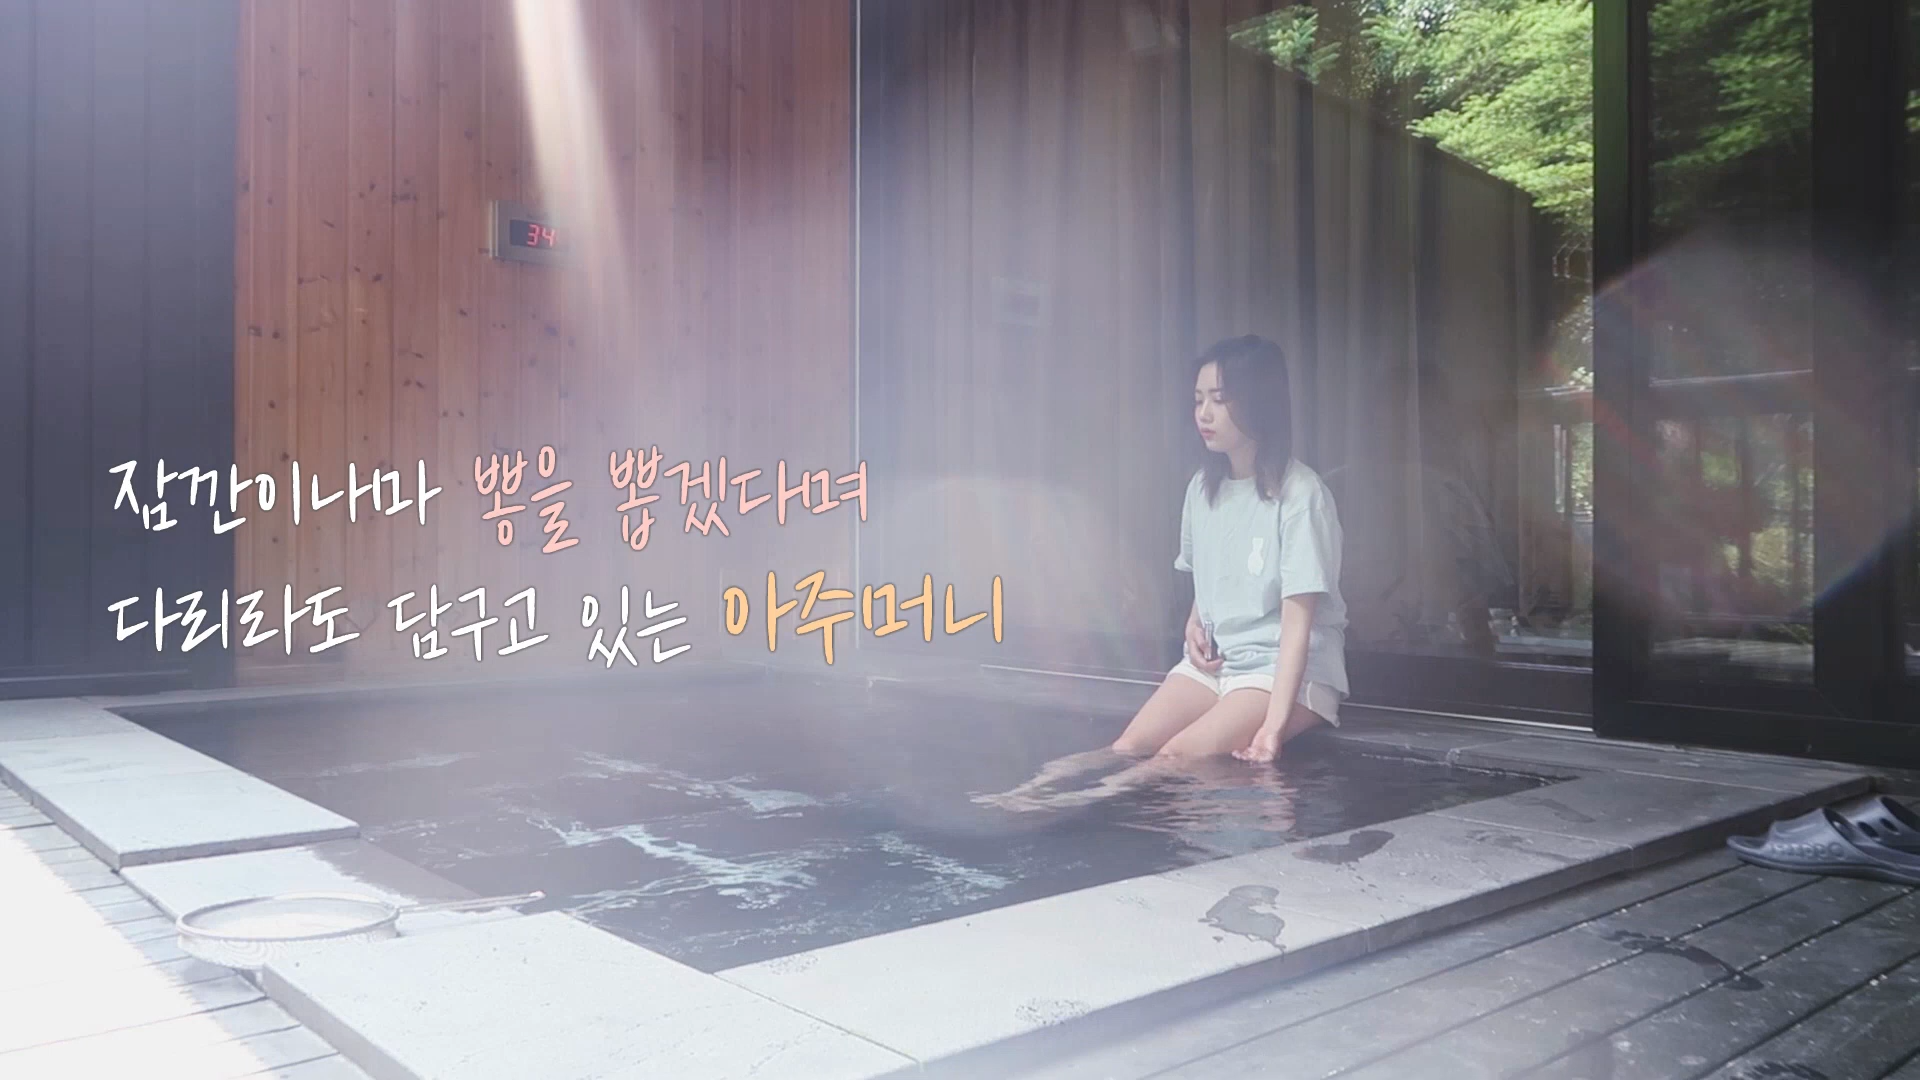 34
잠깐이나마 뽕을 뽑겠다며
다리라도 담구고 있는 아주머니